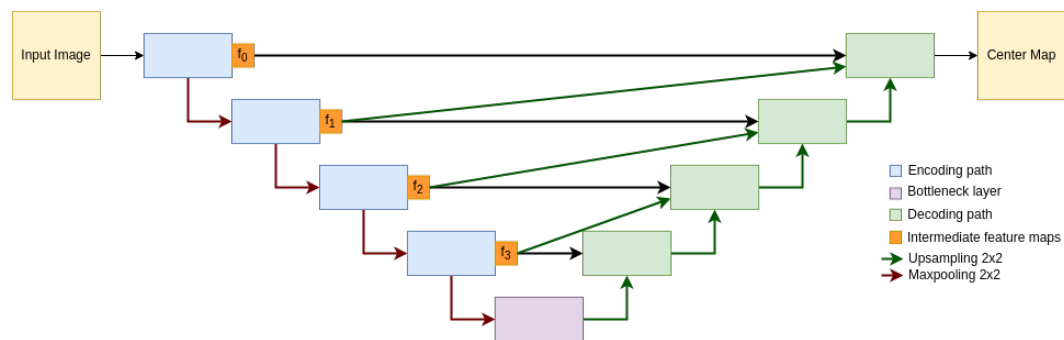 Input Image
f0
Center Map
f1
f2
f3
Encoding path
Bottleneck layer
Decoding path
Intermediate feature maps
Upsampling 2x2
Maxpooling 2x2